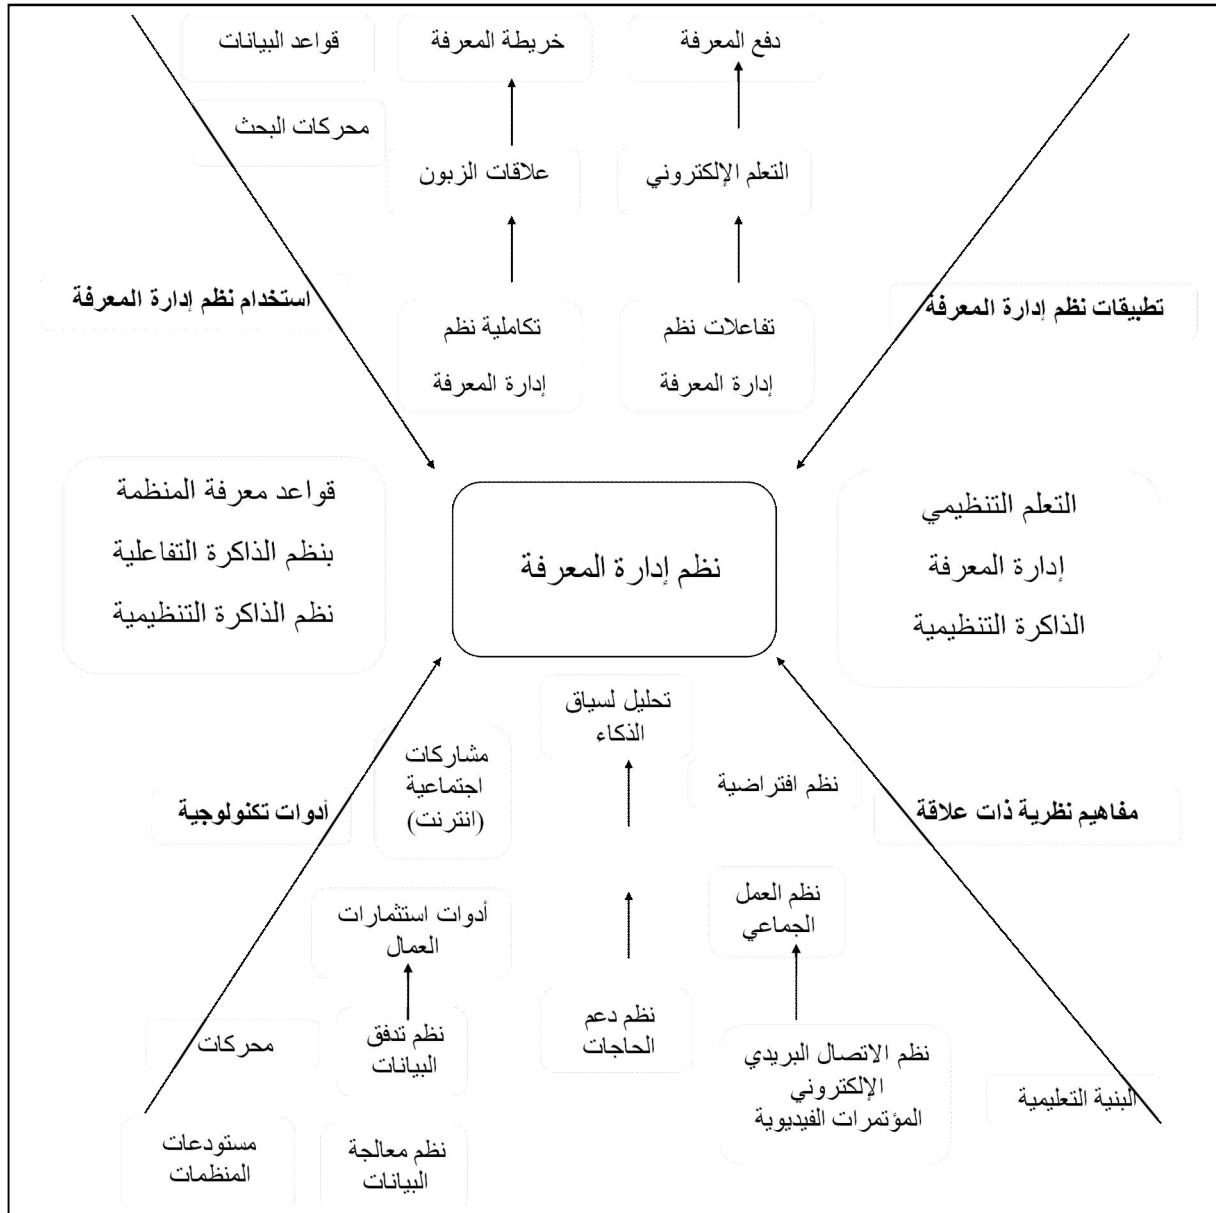 دفع المعرفة
خريطة المعرفة
قواعد البيانات
محركات البحث
التعلم الإلكتروني
علاقات الزبون
تطبيقات نظم إدارة المعرفة
استخدام نظم إدارة المعرفة
تفاعلات نظم
إدارة المعرفة
تكاملية نظم
إدارة المعرفة
التعلم التنظيمي
إدارة المعرفة
الذاكرة التنظيمية
نظم إدارة المعرفة
قواعد معرفة المنظمة
بنظم الذاكرة التفاعلية
نظم الذاكرة التنظيمية
تحليل لسياق
الذكاء
مشاركات
اجتماعية
(انترنت)
نظم افتراضية
مفاهيم نظرية ذات علاقة
أدوات تكنولوجية
نظم العمل
الجماعي
أدوات استثمارات
العمال
نظم دعم
الحاجات
نظم تدفق
البيانات
محركات
نظم الاتصال البريدي
الإلكتروني
المؤتمرات الفيديوية
البنية التعليمية
نظم معالجة
البيانات
مستودعات
المنظمات